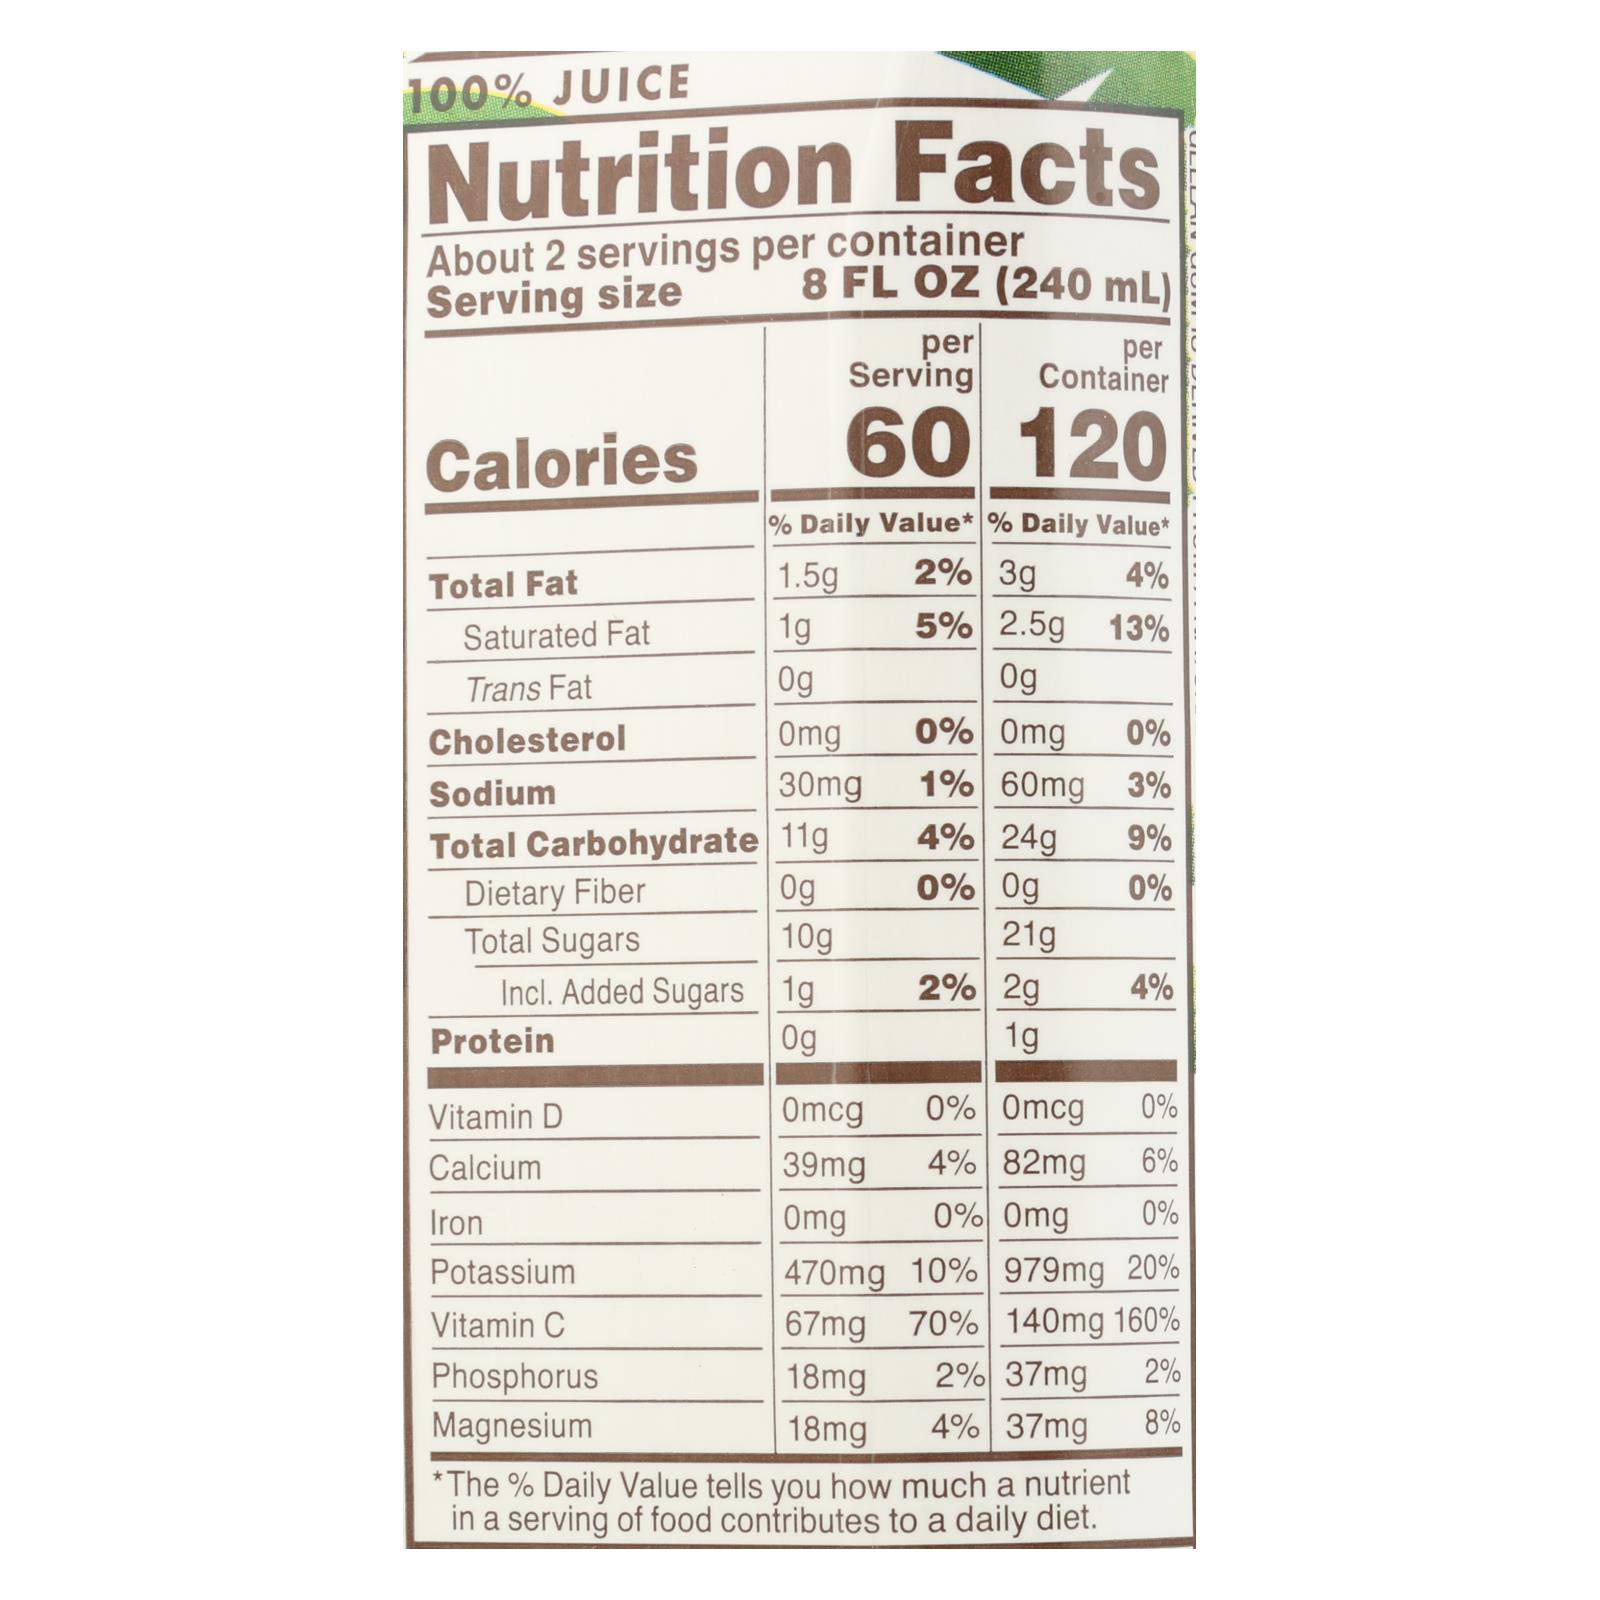 100% JUICE
Nutrition Facts
About 2 servings per container
Serving size 8 FL OZ (240 mL)
per Serving per Container
Calories 60 120
% Daily Value* % Daily Value*
Total Fat 1.5g 2% 3g 4%
Saturated Fat 1g 5% 2.5g 13%
Trans Fat 0g 0g
Cholesterol 0mg 0% 0mg 0%
Sodium 30mg 1% 60mg 3%
Total Carbohydrate 11g 4% 24g 9%
Dietary Fiber 0g 0% 0g 0%
Total Sugars 10g 21g
Incl. Added Sugars 1g 2% 2g 4%
Protein 0g 1g
Vitamin D 0mcg 0% 0mcg 0%
Calcium 39mg 4% 82mg 6%
Iron 0mg 0% 0mg 0%
Potassium 470mg 10% 979mg 20%
Vitamin C 67mg 70% 140mg 160%
Phosphorus 18mg 2% 37mg 2%
Magnesium 18mg 4% 37mg 8%
*The % Daily Value tells you how much a nutrient
in a serving of food contributes to a daily diet.